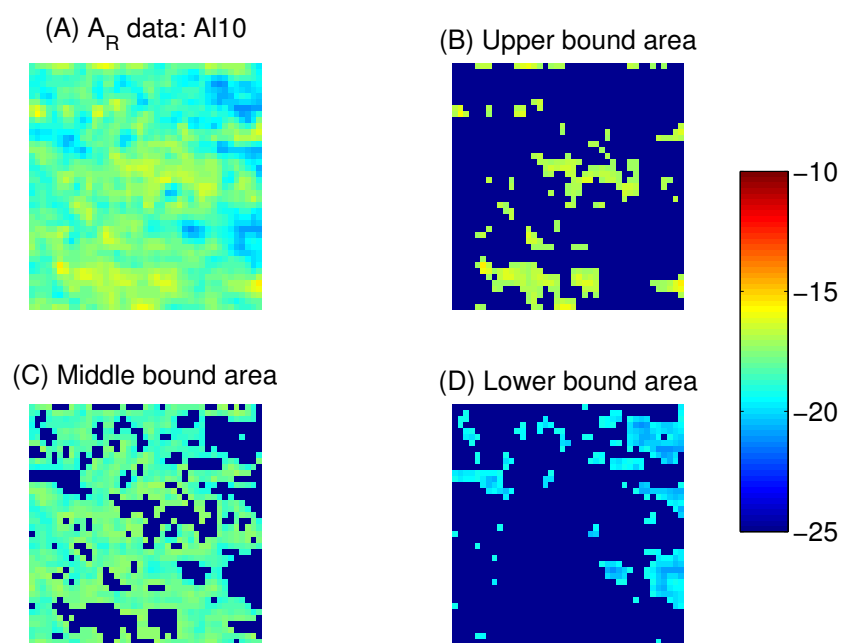 (A) A_R data: Al10
(B) Upper bound area
(C) Middle bound area
(D) Lower bound area
-10
-15
-20
-25